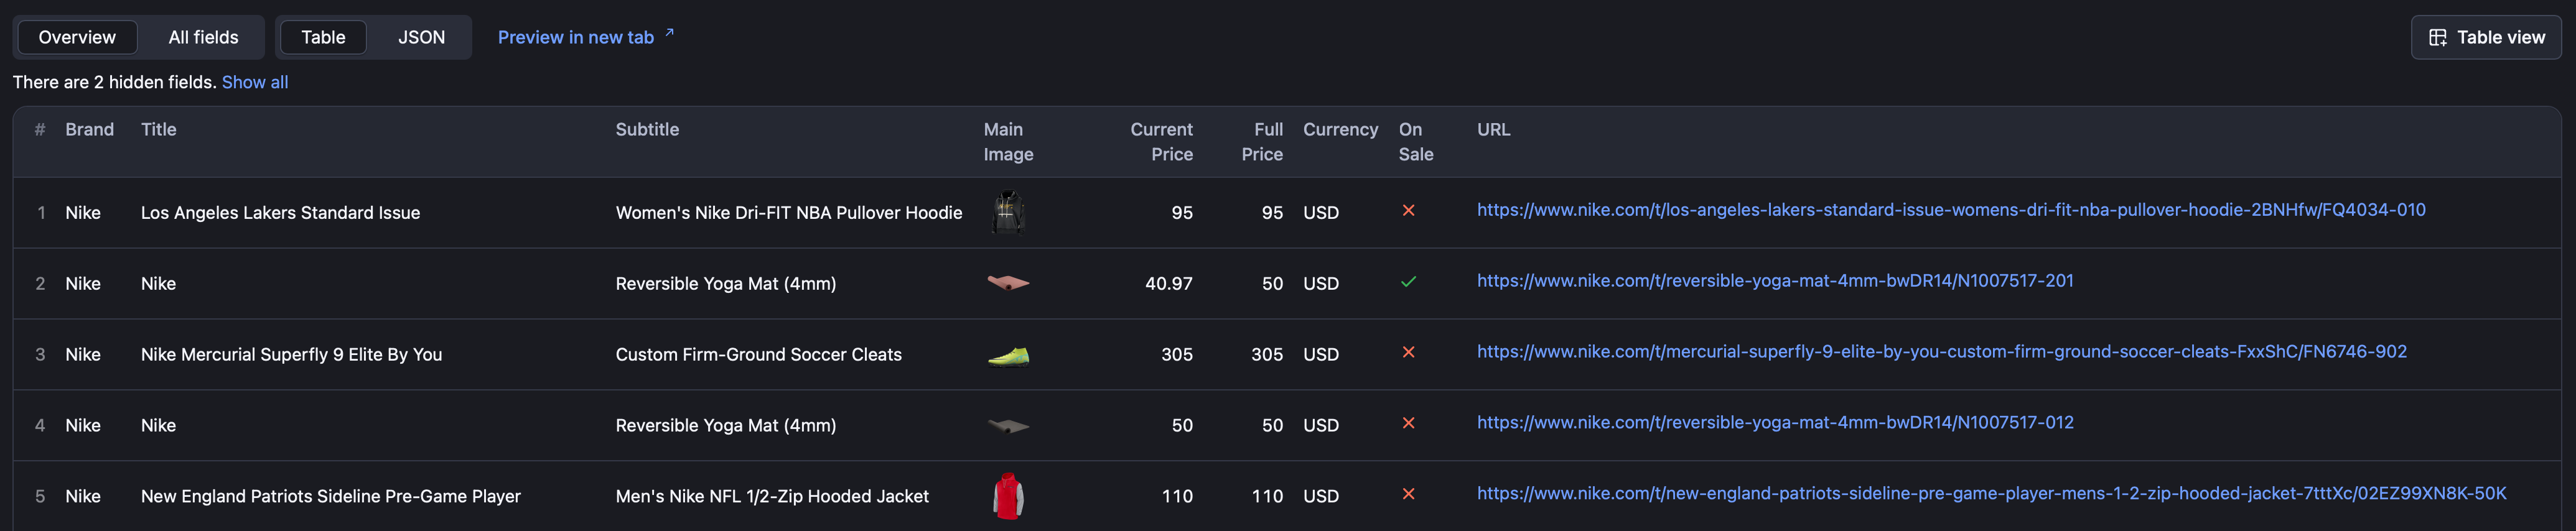 Overview All fields Table JSON Preview in new tab ↗ Table view
There are 2 hidden fields. Show all
# Brand Title Subtitle Main Image Current Price Full Price Currency On Sale URL
1 Nike Los Angeles Lakers Standard Issue Women's Nike Dri-FIT NBA Pullover Hoodie 95 95 USD ✕ https://www.nike.com/t/los-angeles-lakers-standard-issue-womens-dri-fit-nba-pullover-hoodie-2BNHfw/FQ4034-010
2 Nike Nike Reversible Yoga Mat (4mm) 40.97 50 USD ✓ https://www.nike.com/t/reversible-yoga-mat-4mm-bwDR14/N1007517-201
3 Nike Nike Mercurial Superfly 9 Elite By You Custom Firm-Ground Soccer Cleats 305 305 USD ✕ https://www.nike.com/t/mercurial-superfly-9-elite-by-you-custom-firm-ground-soccer-cleats-FxxShC/FN6746-902
4 Nike Nike Reversible Yoga Mat (4mm) 50 50 USD ✕ https://www.nike.com/t/reversible-yoga-mat-4mm-bwDR14/N1007517-012
5 Nike New England Patriots Sideline Pre-Game Player Men's Nike NFL 1/2-Zip Hooded Jacket 110 110 USD ✕ https://www.nike.com/t/new-england-patriots-sideline-pre-game-player-mens-1-2-zip-hooded-jacket-7tttXc/02EZ99XN8K-50K